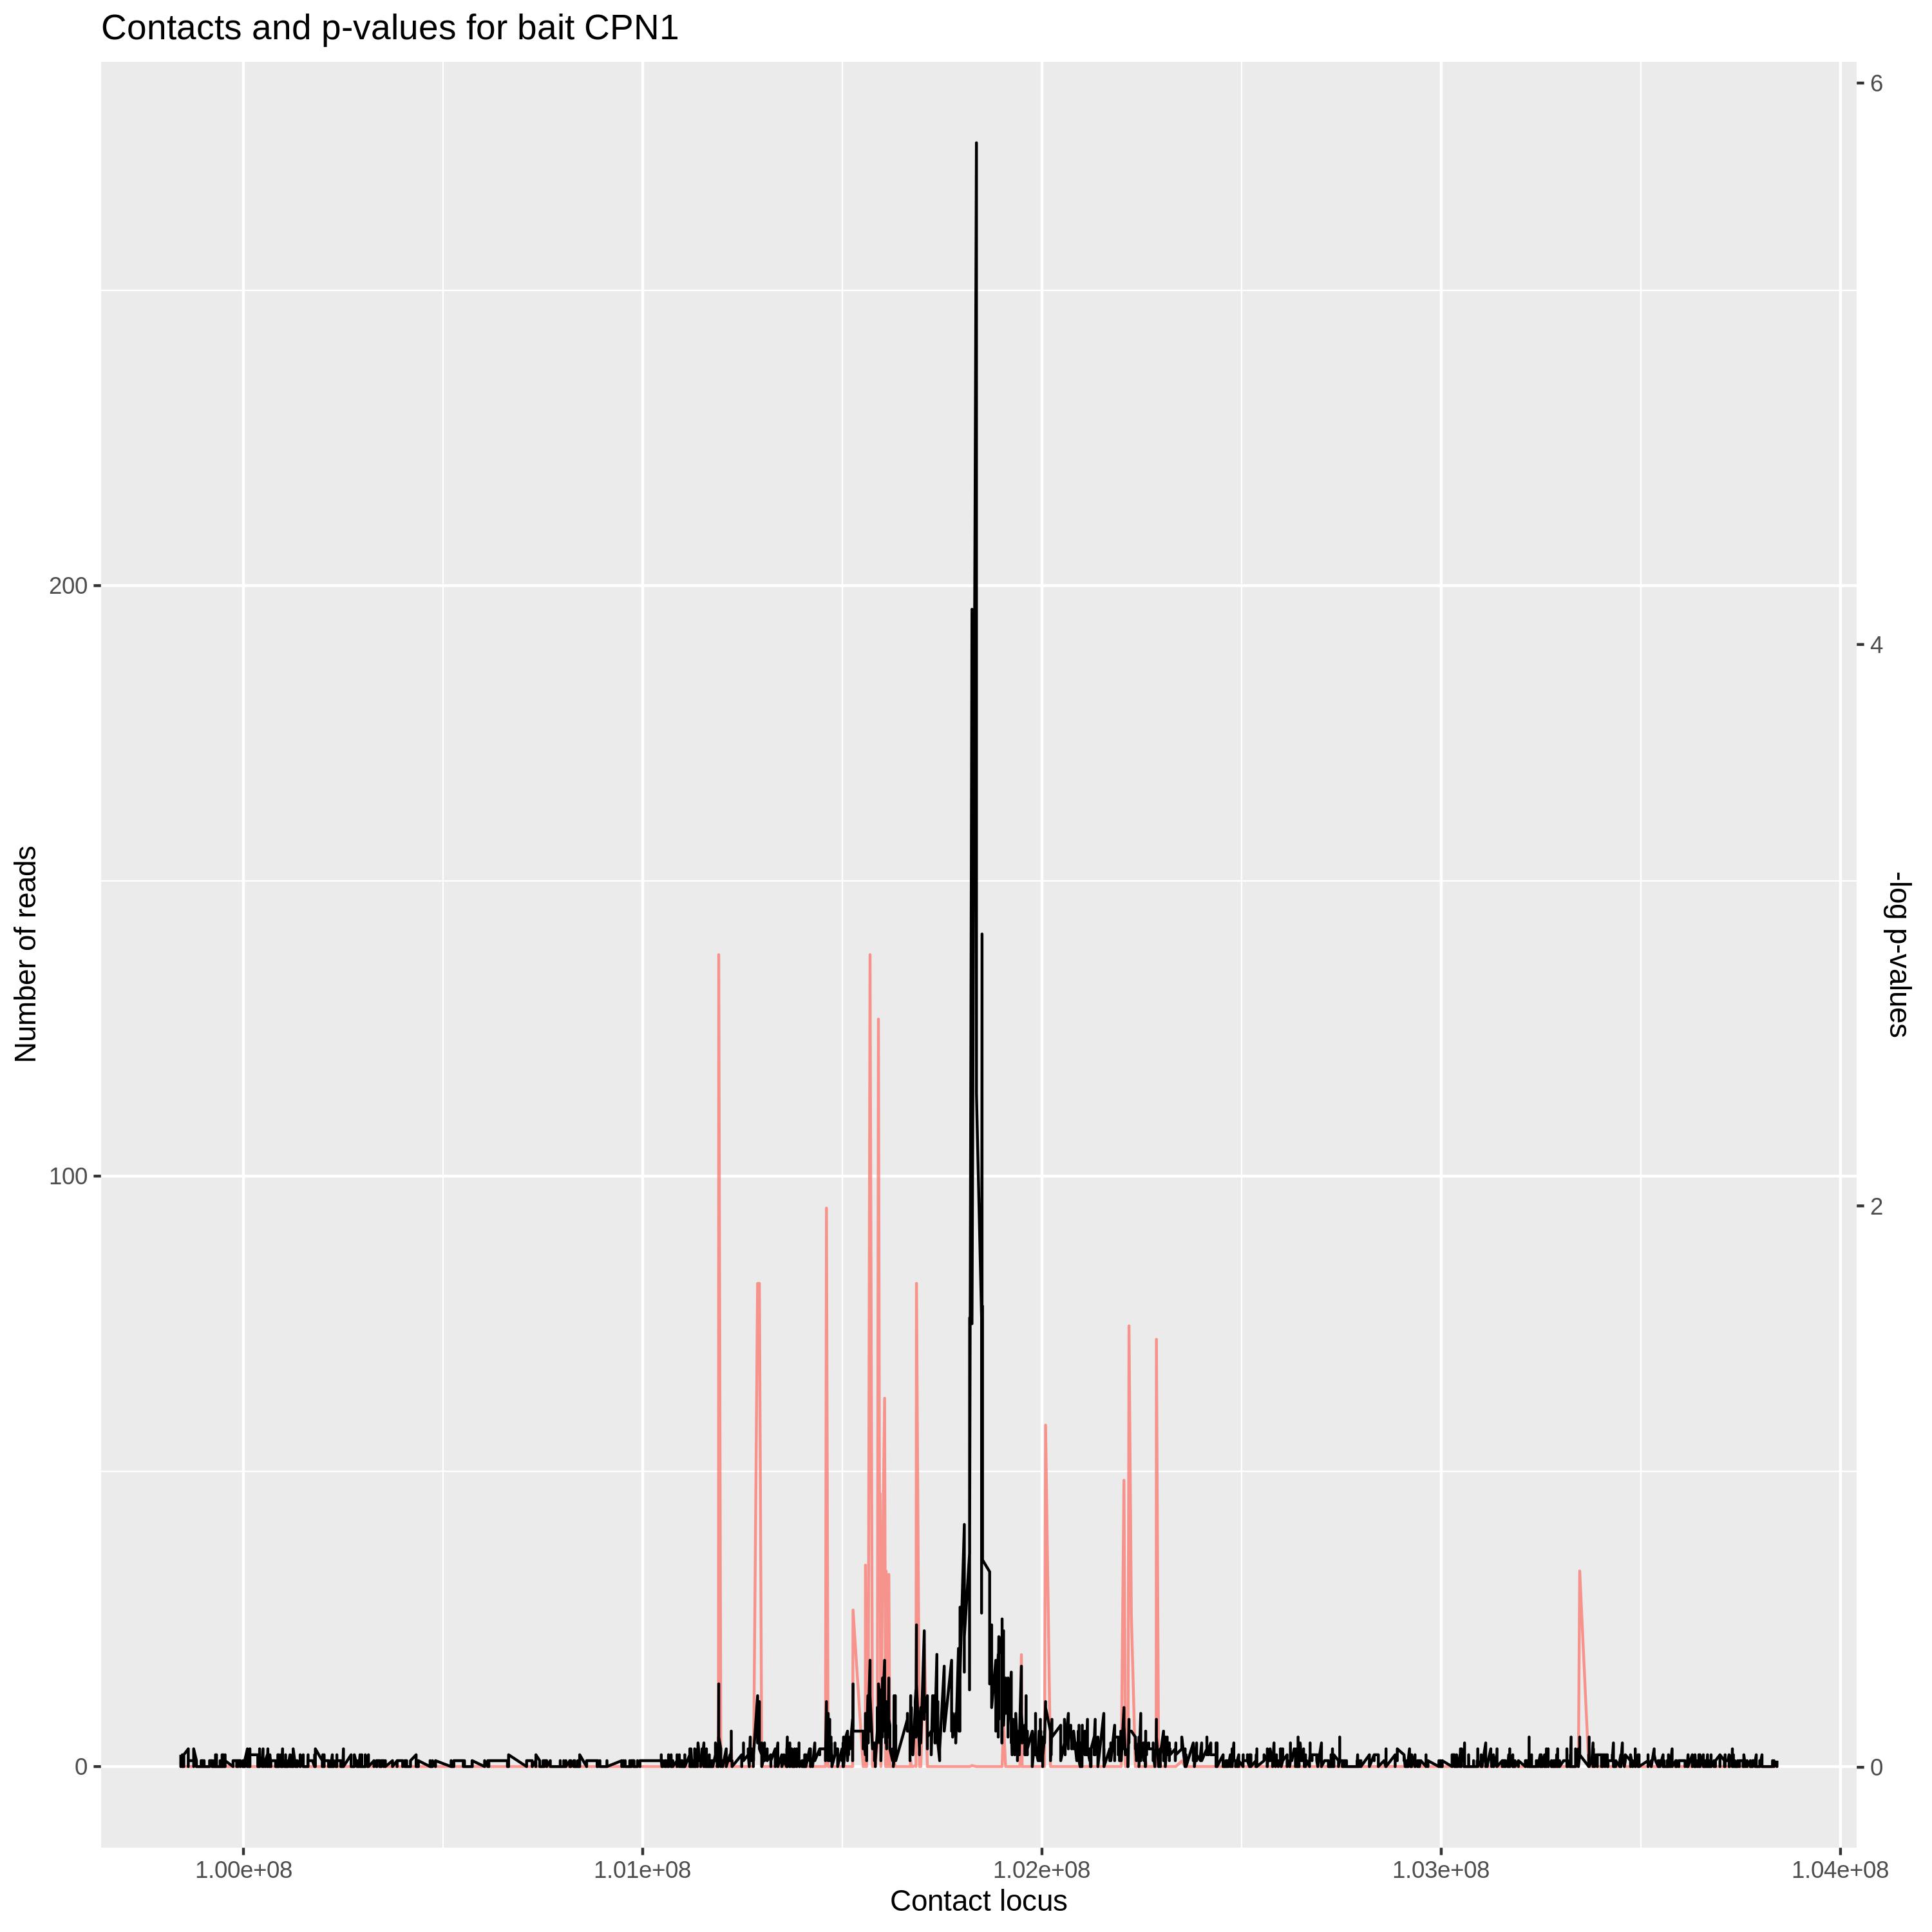 Contacts and p-values for bait CPN1
6
200
4
Number of reads
-log p-values
100
2
0
0
1.00e+08
1.01e+08
1.02e+08
1.03e+08
1.04e+08
Contact locus